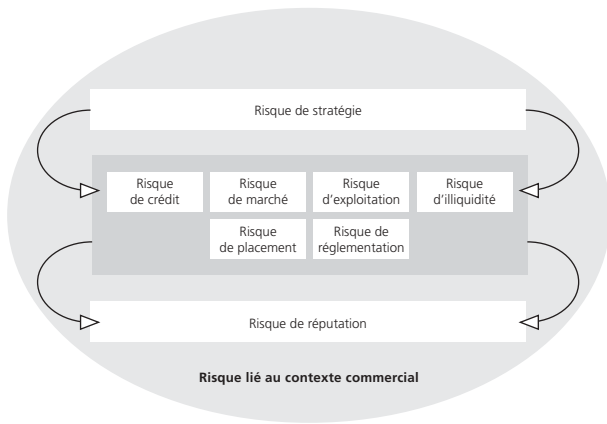 Risque de stratégie
Risque
de crédit
Risque
de marché
Risque
d'exploitation
Risque
d'illiquidité
Risque
de placement
Risque de
réglementation
Risque de réputation
Risque lié au contexte commercial